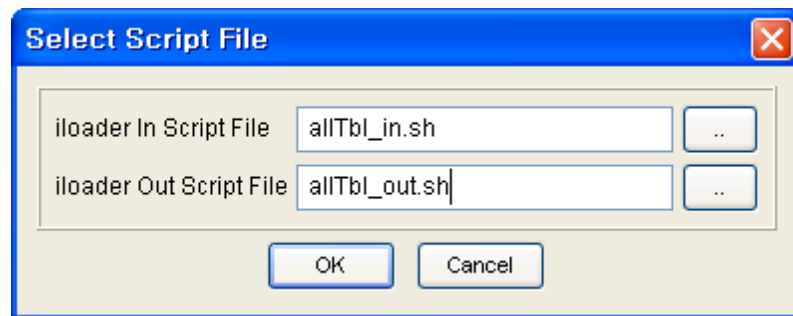 Select Script File
iloader In Script File allTbl_in.sh ..
iloader Out Script File allTbl_out.sh ..
OK Cancel